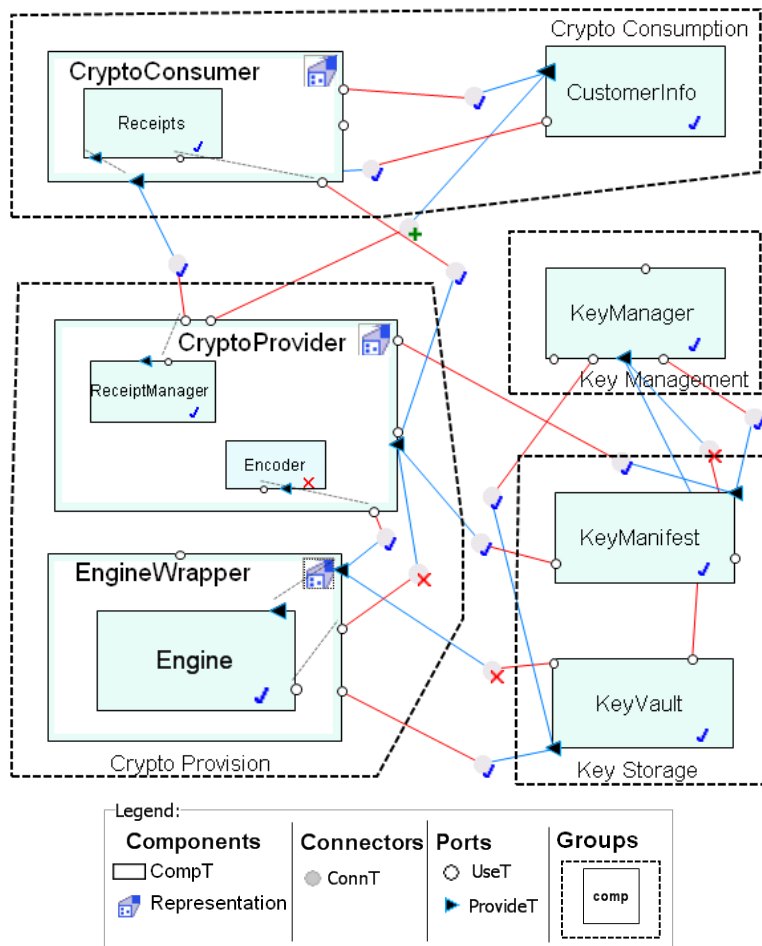 Crypto Consumption
CryptoConsumer
Receipts
CustomerInfo
KeyManager
Key Management
CryptoProvider
ReceiptManager
Encoder
KeyManifest
EngineWrapper
Engine
KeyVault
Crypto Provision
Key Storage
Legend:
Components
CompT
Representation
Connectors
ConnT
Ports
UseT
ProvideT
Groups
comp